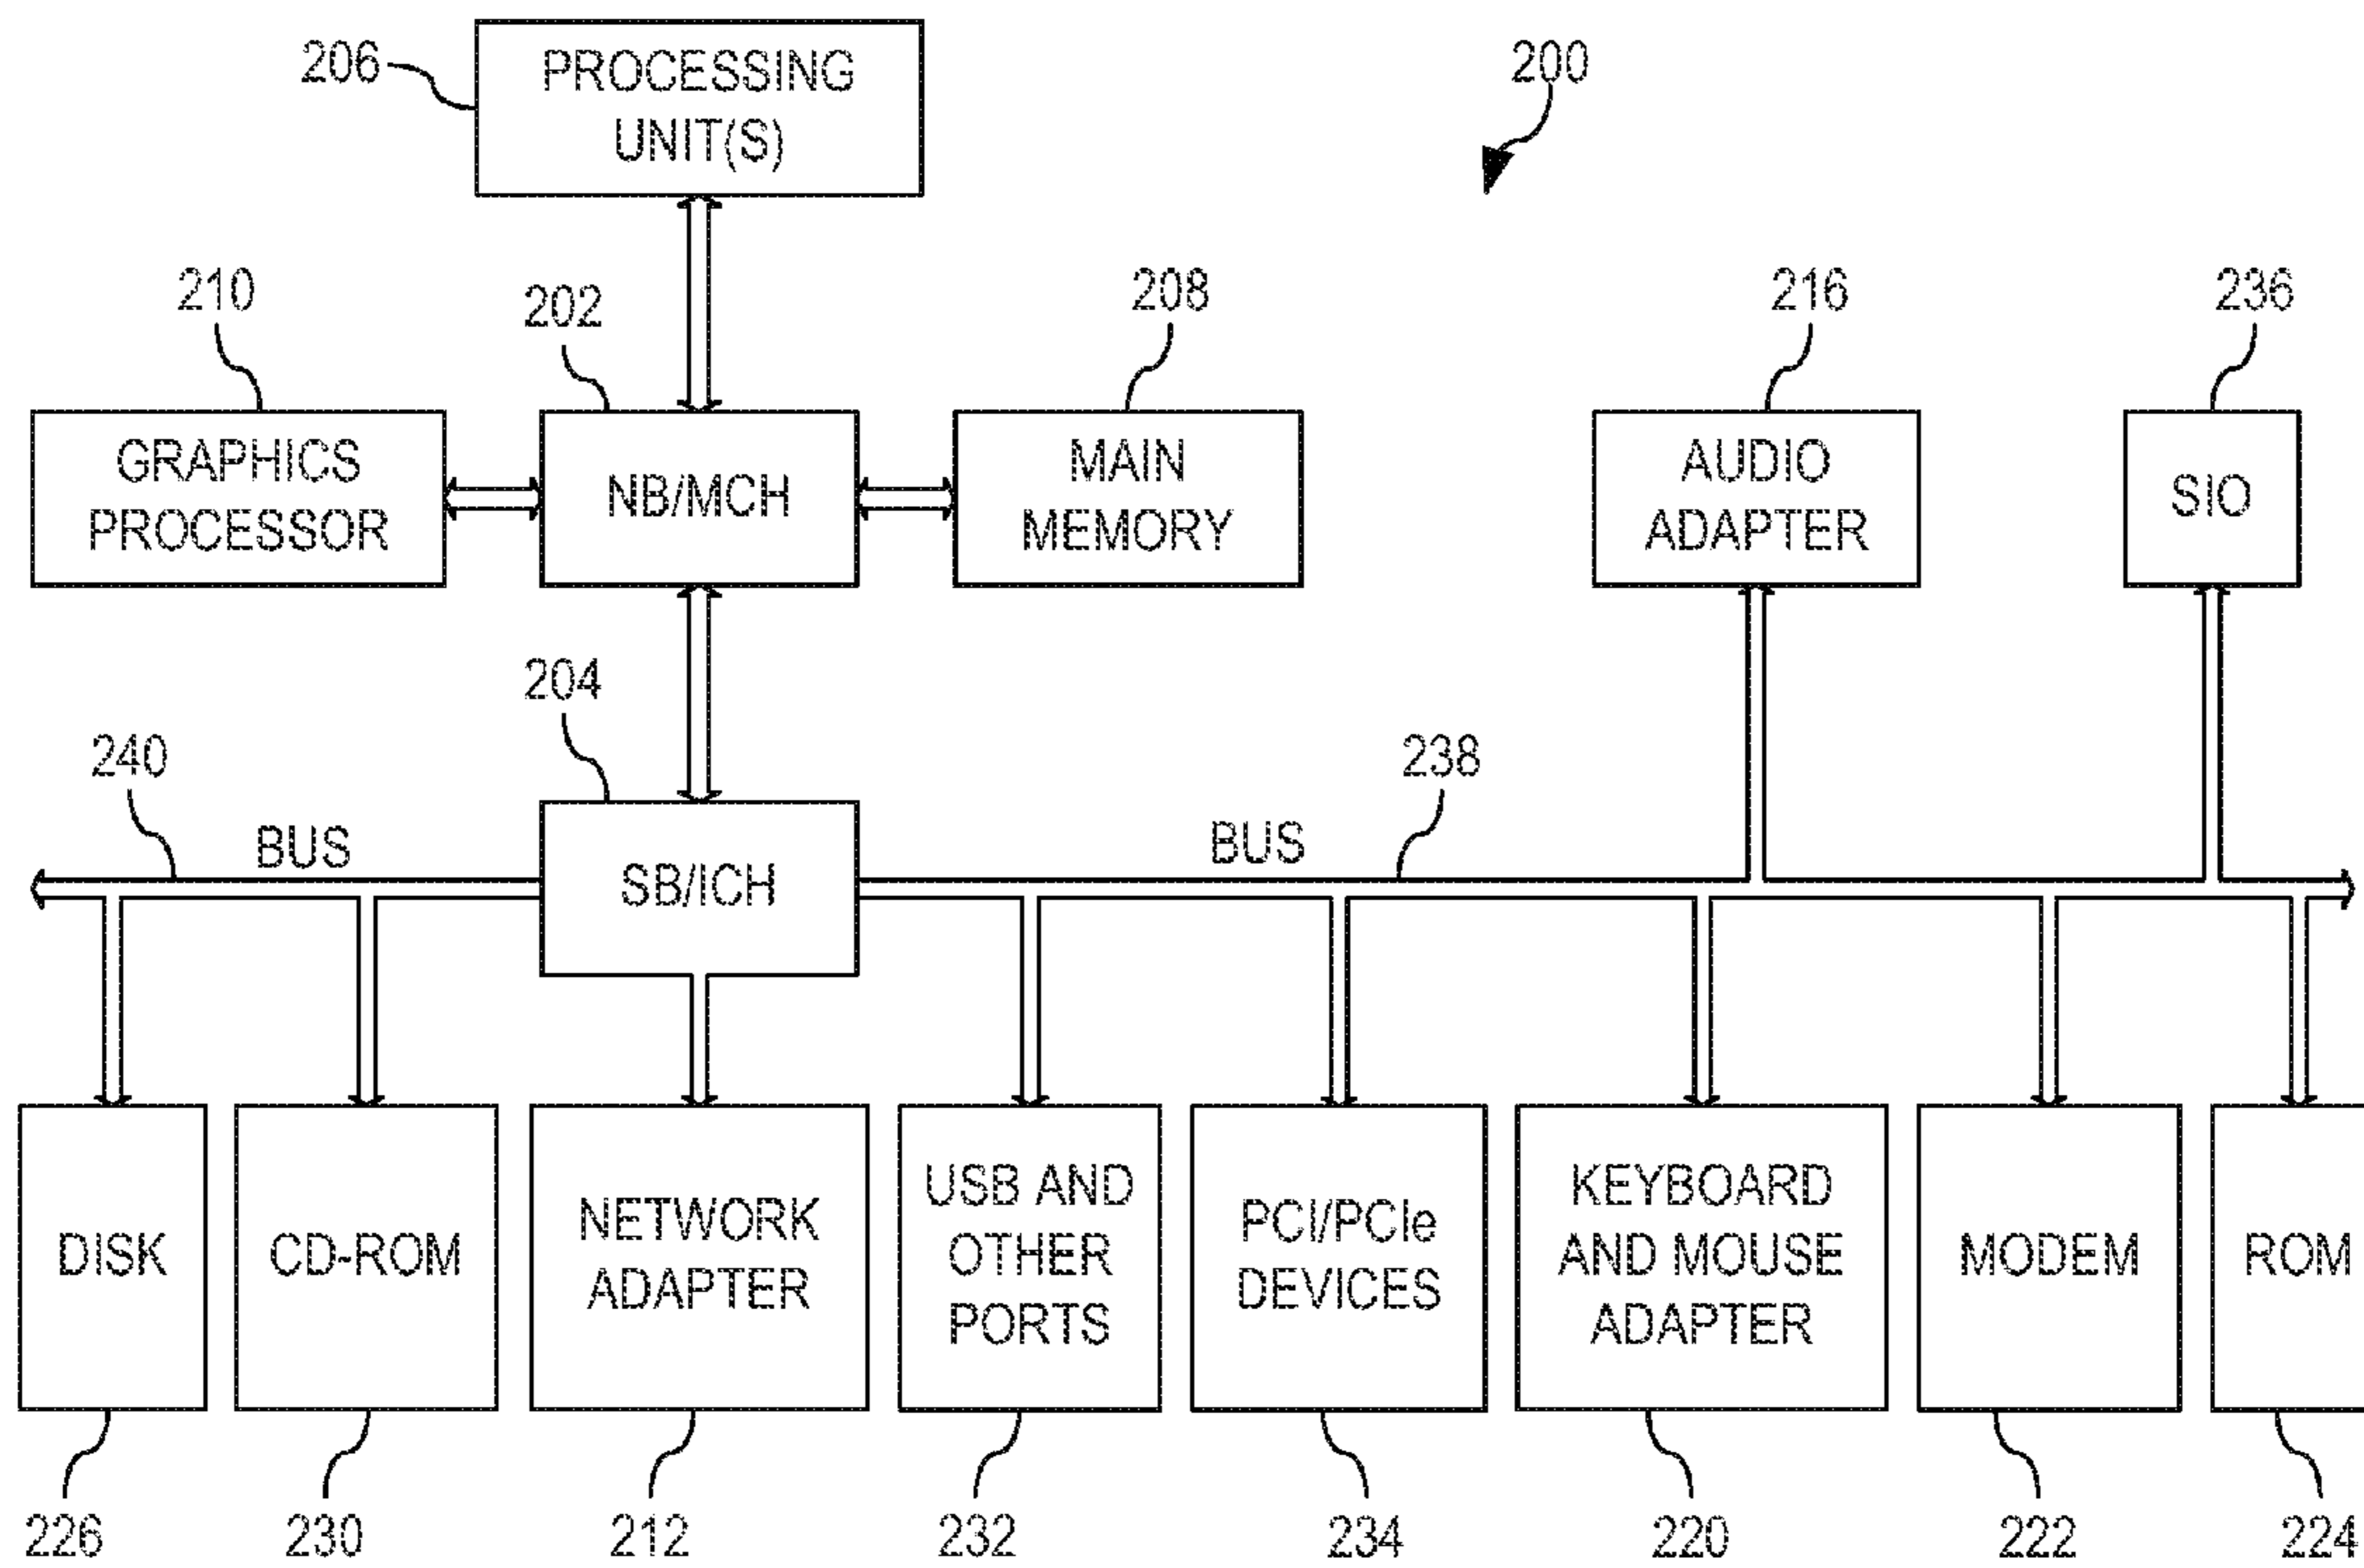 206
PROCESSING
UNIT(S)
200
210
202
208
216
236
GRAPHICS
PROCESSOR
NB/MCH
MAIN
MEMORY
AUDIO
ADAPTER
SIO
204
240
238
BUS
BUS
SB/ICH
DISK
CD-ROM
NETWORK
ADAPTER
USB AND
OTHER
PORTS
PCI/PCIe
DEVICES
KEYBOARD
AND MOUSE
ADAPTER
MODEM
ROM
226
230
212
232
234
220
222
224